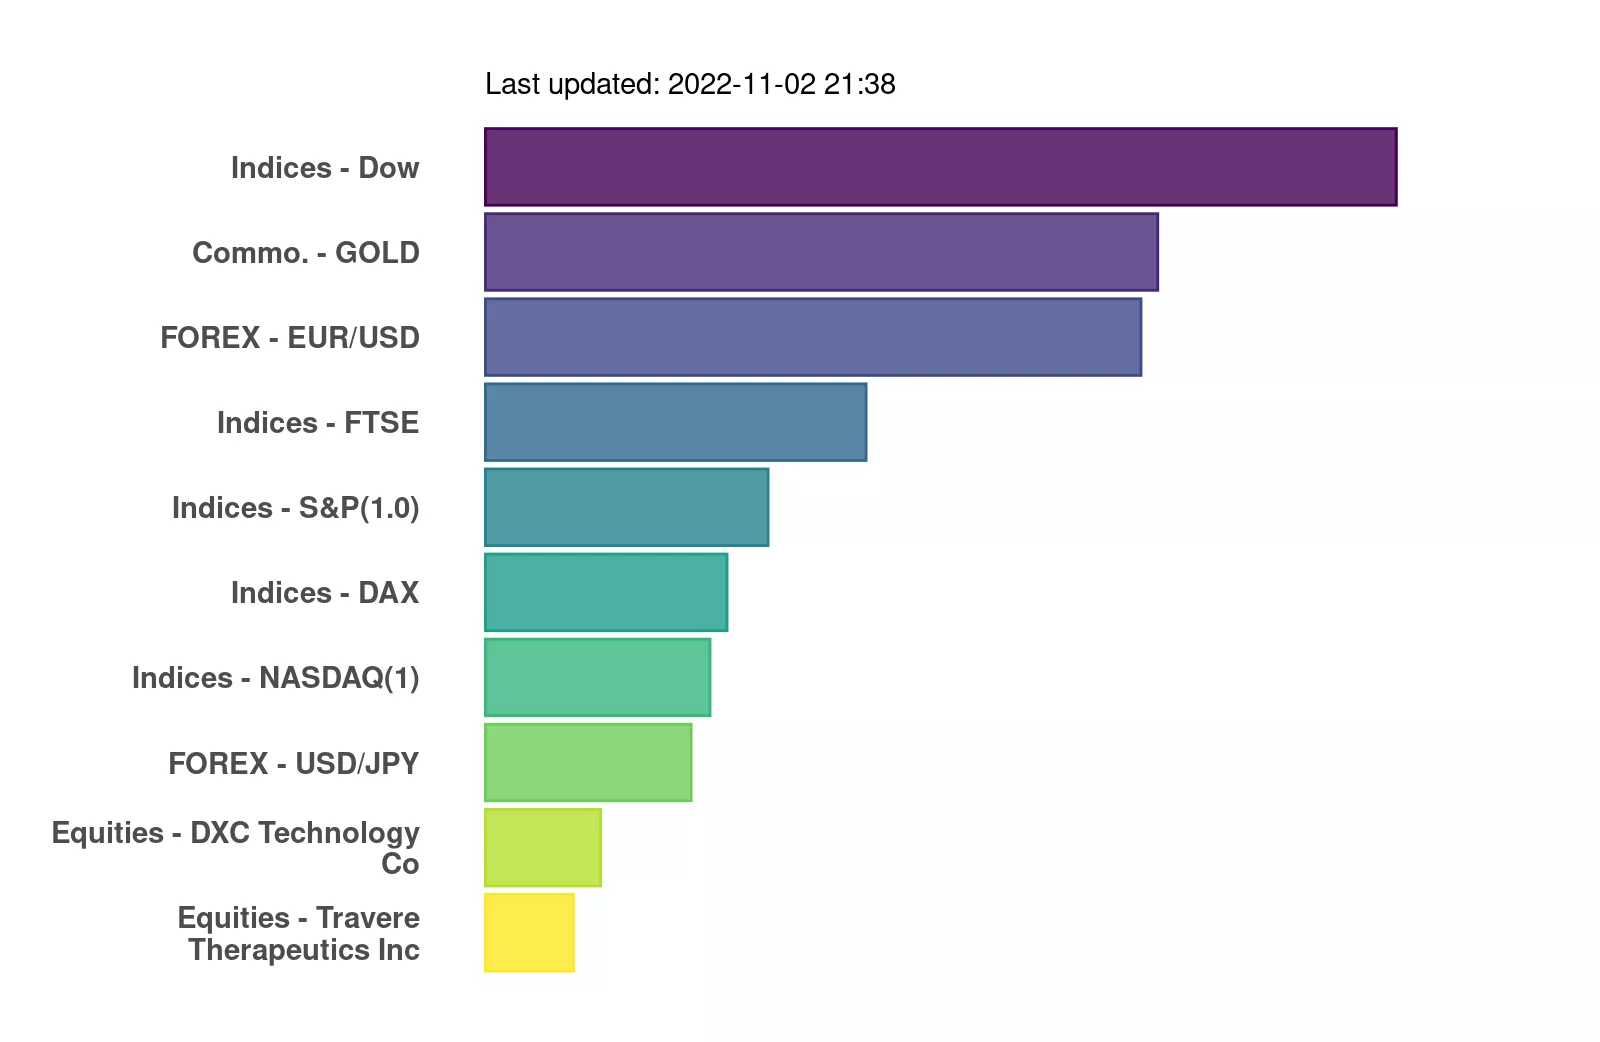 Last updated: 2022-11-02 21:38
Indices - Dow
Commo. - GOLD
FOREX - EUR/USD
Indices - FTSE
Indices - S&P(1.0)
Indices - DAX
Indices - NASDAQ(1)
FOREX - USD/JPY
Equities - DXC Technology
Co
Equities - Travere
Therapeutics Inc